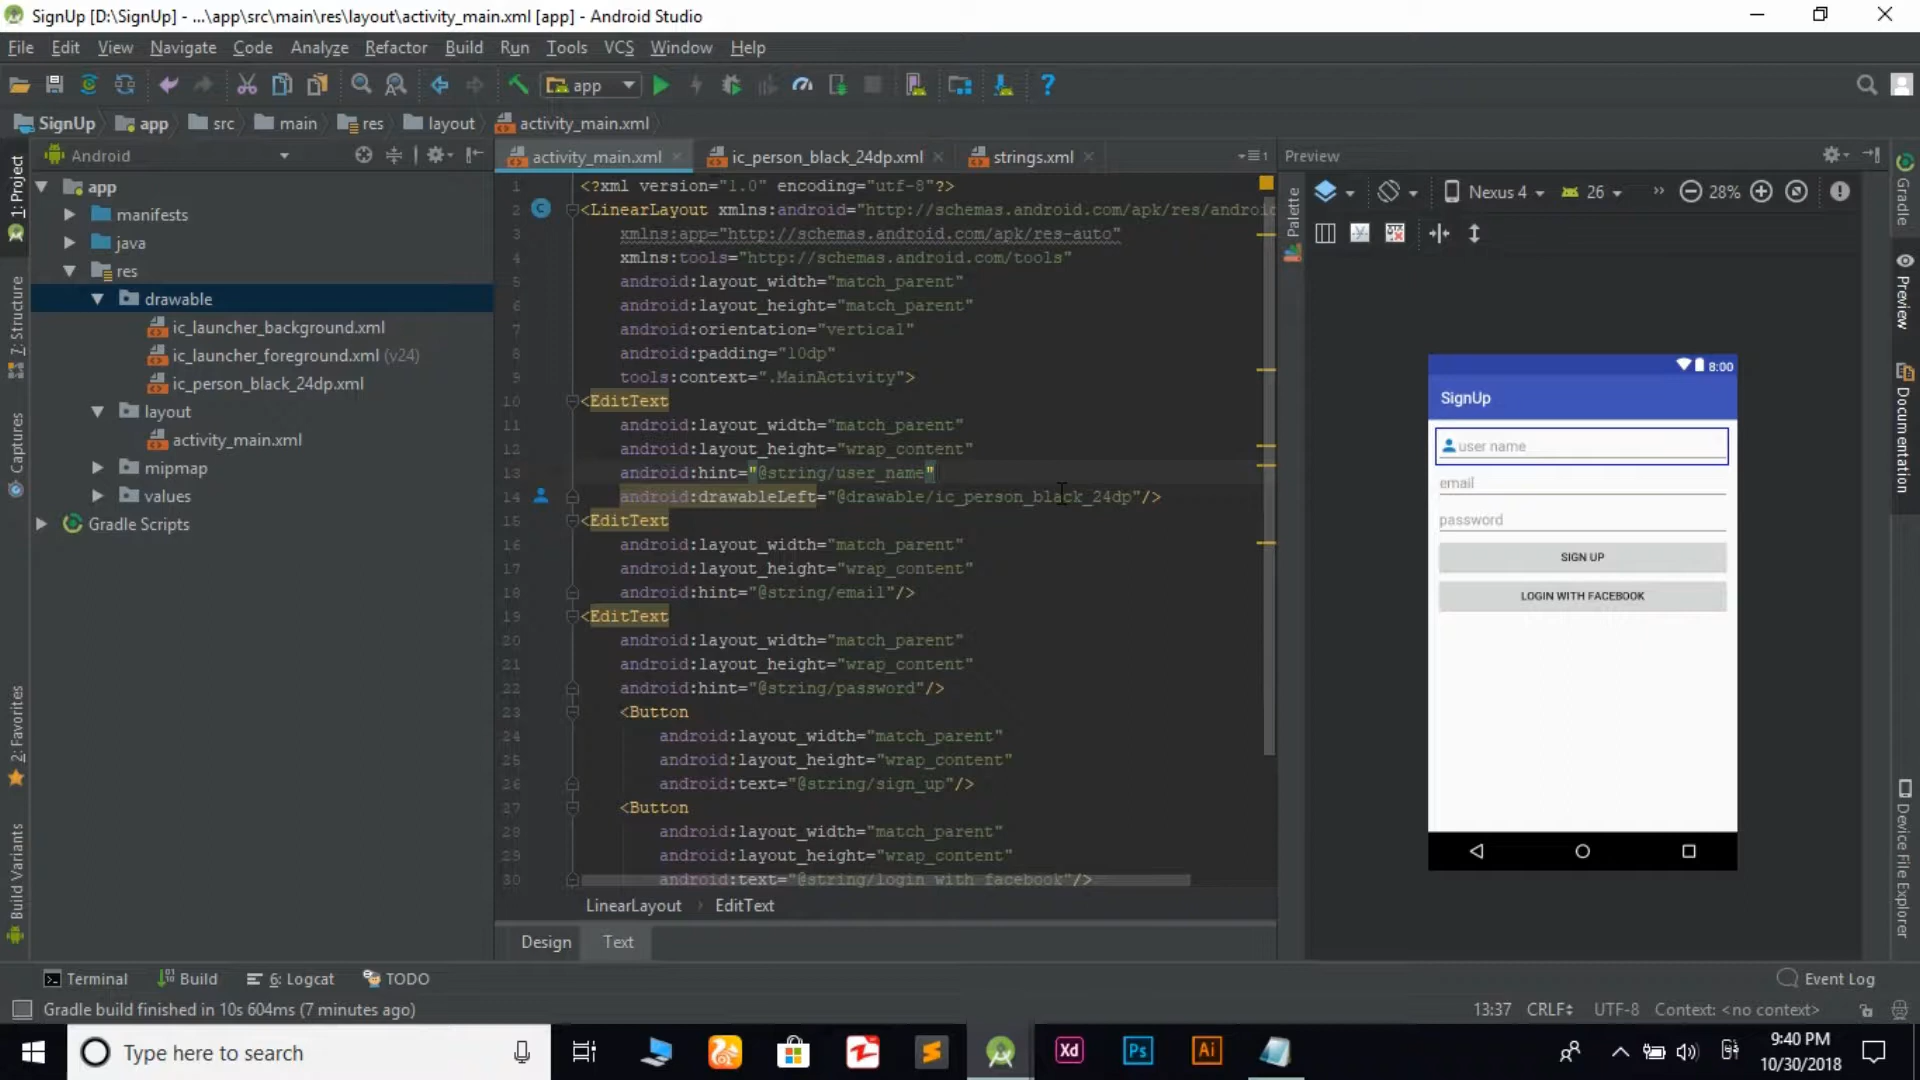 SignUp [D:\SignUp] - ...\app\src\main\res\layout\activity_main.xml [app] - Android Studio
File Edit View Navigate Code Analyze Refactor Build Run Tools VCS Window Help
app
SignUp app src main res layout activity_main.xml
Android
activity_main.xml ic_person_black_24dp.xml strings.xml
Preview
1: Project
7: Structure
Captures
2: Favorites
Build Variants
app
manifests
java
res
drawable
ic_launcher_background.xml
ic_launcher_foreground.xml (v24)
ic_person_black_24dp.xml
layout
activity_main.xml
mipmap
values
Gradle Scripts
1 <?xml version="1.0" encoding="utf-8"?>
2 <LinearLayout xmlns:android="http://schemas.android.com/apk/res/androi
3 xmlns:app="http://schemas.android.com/apk/res-auto"
4 xmlns:tools="http://schemas.android.com/tools"
5 android:layout_width="match_parent"
6 android:layout_height="match_parent"
7 android:orientation="vertical"
8 android:padding="10dp"
9 tools:context=".MainActivity">
10 <EditText
11 android:layout_width="match_parent"
12 android:layout_height="wrap_content"
13 android:hint="@string/user_name"
14 android:drawableLeft="@drawable/ic_person_black_24dp"/>
15 <EditText
16 android:layout_width="match_parent"
17 android:layout_height="wrap_content"
18 android:hint="@string/email"/>
19 <EditText
20 android:layout_width="match_parent"
21 android:layout_height="wrap_content"
22 android:hint="@string/password"/>
23 <Button
24 android:layout_width="match_parent"
25 android:layout_height="wrap_content"
26 android:text="@string/sign_up"/>
27 <Button
28 android:layout_width="match_parent"
29 android:layout_height="wrap_content"
30 android:text="@string/login_with_facebook"/>
LinearLayout EditText
Design Text
Palette
Nexus 4 26 » 28%
8:00
SignUp
user name
email
password
SIGN UP
LOGIN WITH FACEBOOK
Gradle
Preview
Documentation
Device File Explorer
Terminal Build 6: Logcat TODO
Event Log
Gradle build finished in 10s 604ms (7 minutes ago)
13:37 CRLF UTF-8 Context: <no context>
Type here to search
Xd Ps Ai
9:40 PM
10/30/2018